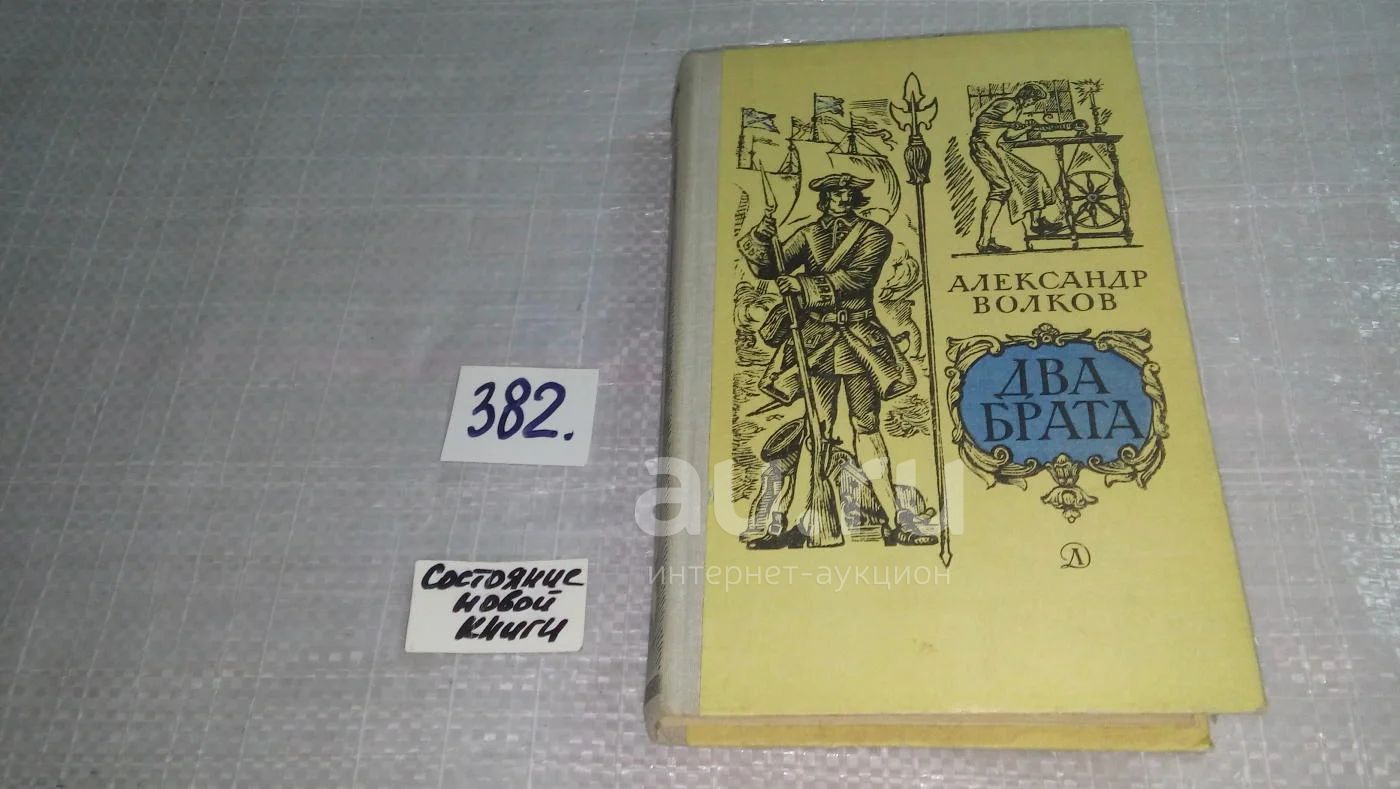 АЛЕКСАНДР
ВОЛКОВ
ДВА
БРАТА
Д
382.
Состояние
новой
книги
au.ru
интернет-аукцион